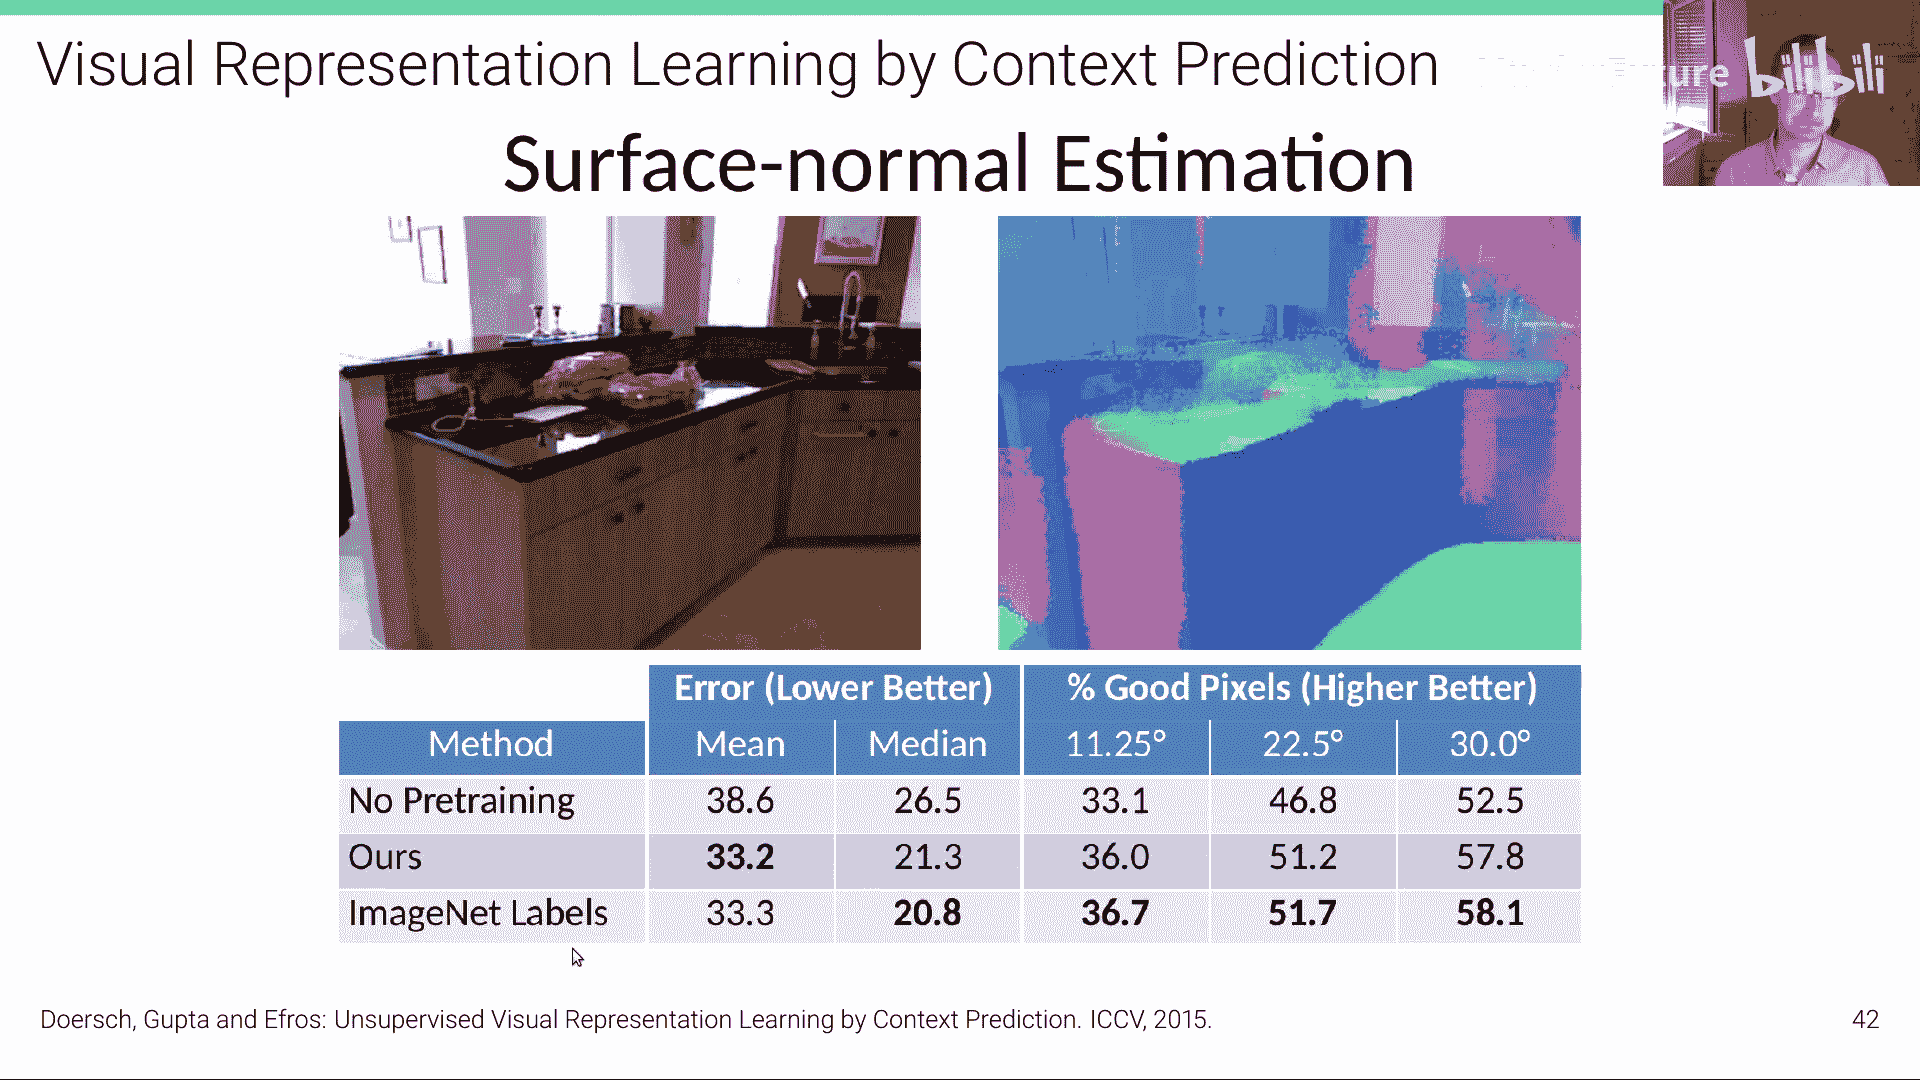 Visual Representation Learning by Context Prediction
bilibili
Surface-normal Estimation
Error (Lower Better) % Good Pixels (Higher Better)
Method Mean Median 11.25° 22.5° 30.0°
No Pretraining 38.6 26.5 33.1 46.8 52.5
Ours 33.2 21.3 36.0 51.2 57.8
ImageNet Labels 33.3 20.8 36.7 51.7 58.1
Doersch, Gupta and Efros: Unsupervised Visual Representation Learning by Context Prediction. ICCV, 2015. 42